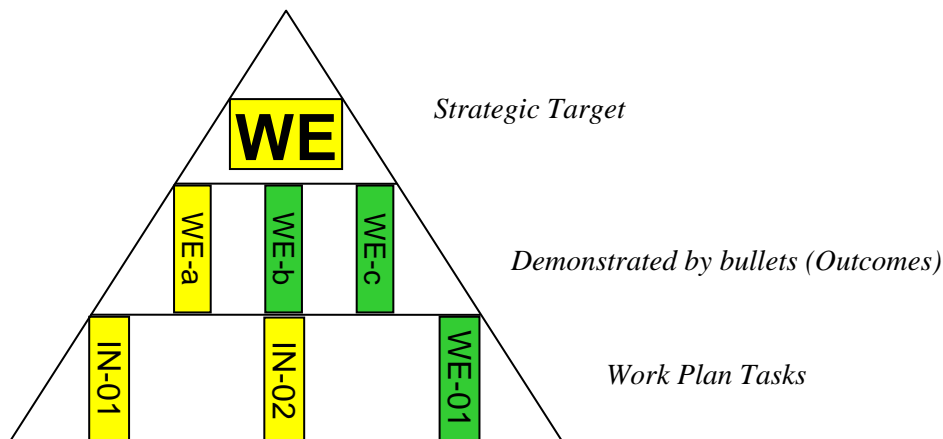 Strategic Target
WE
WE-a
WE-b
WE-c
Demonstrated by bullets (Outcomes)
IN-01
IN-02
WE-01
Work Plan Tasks